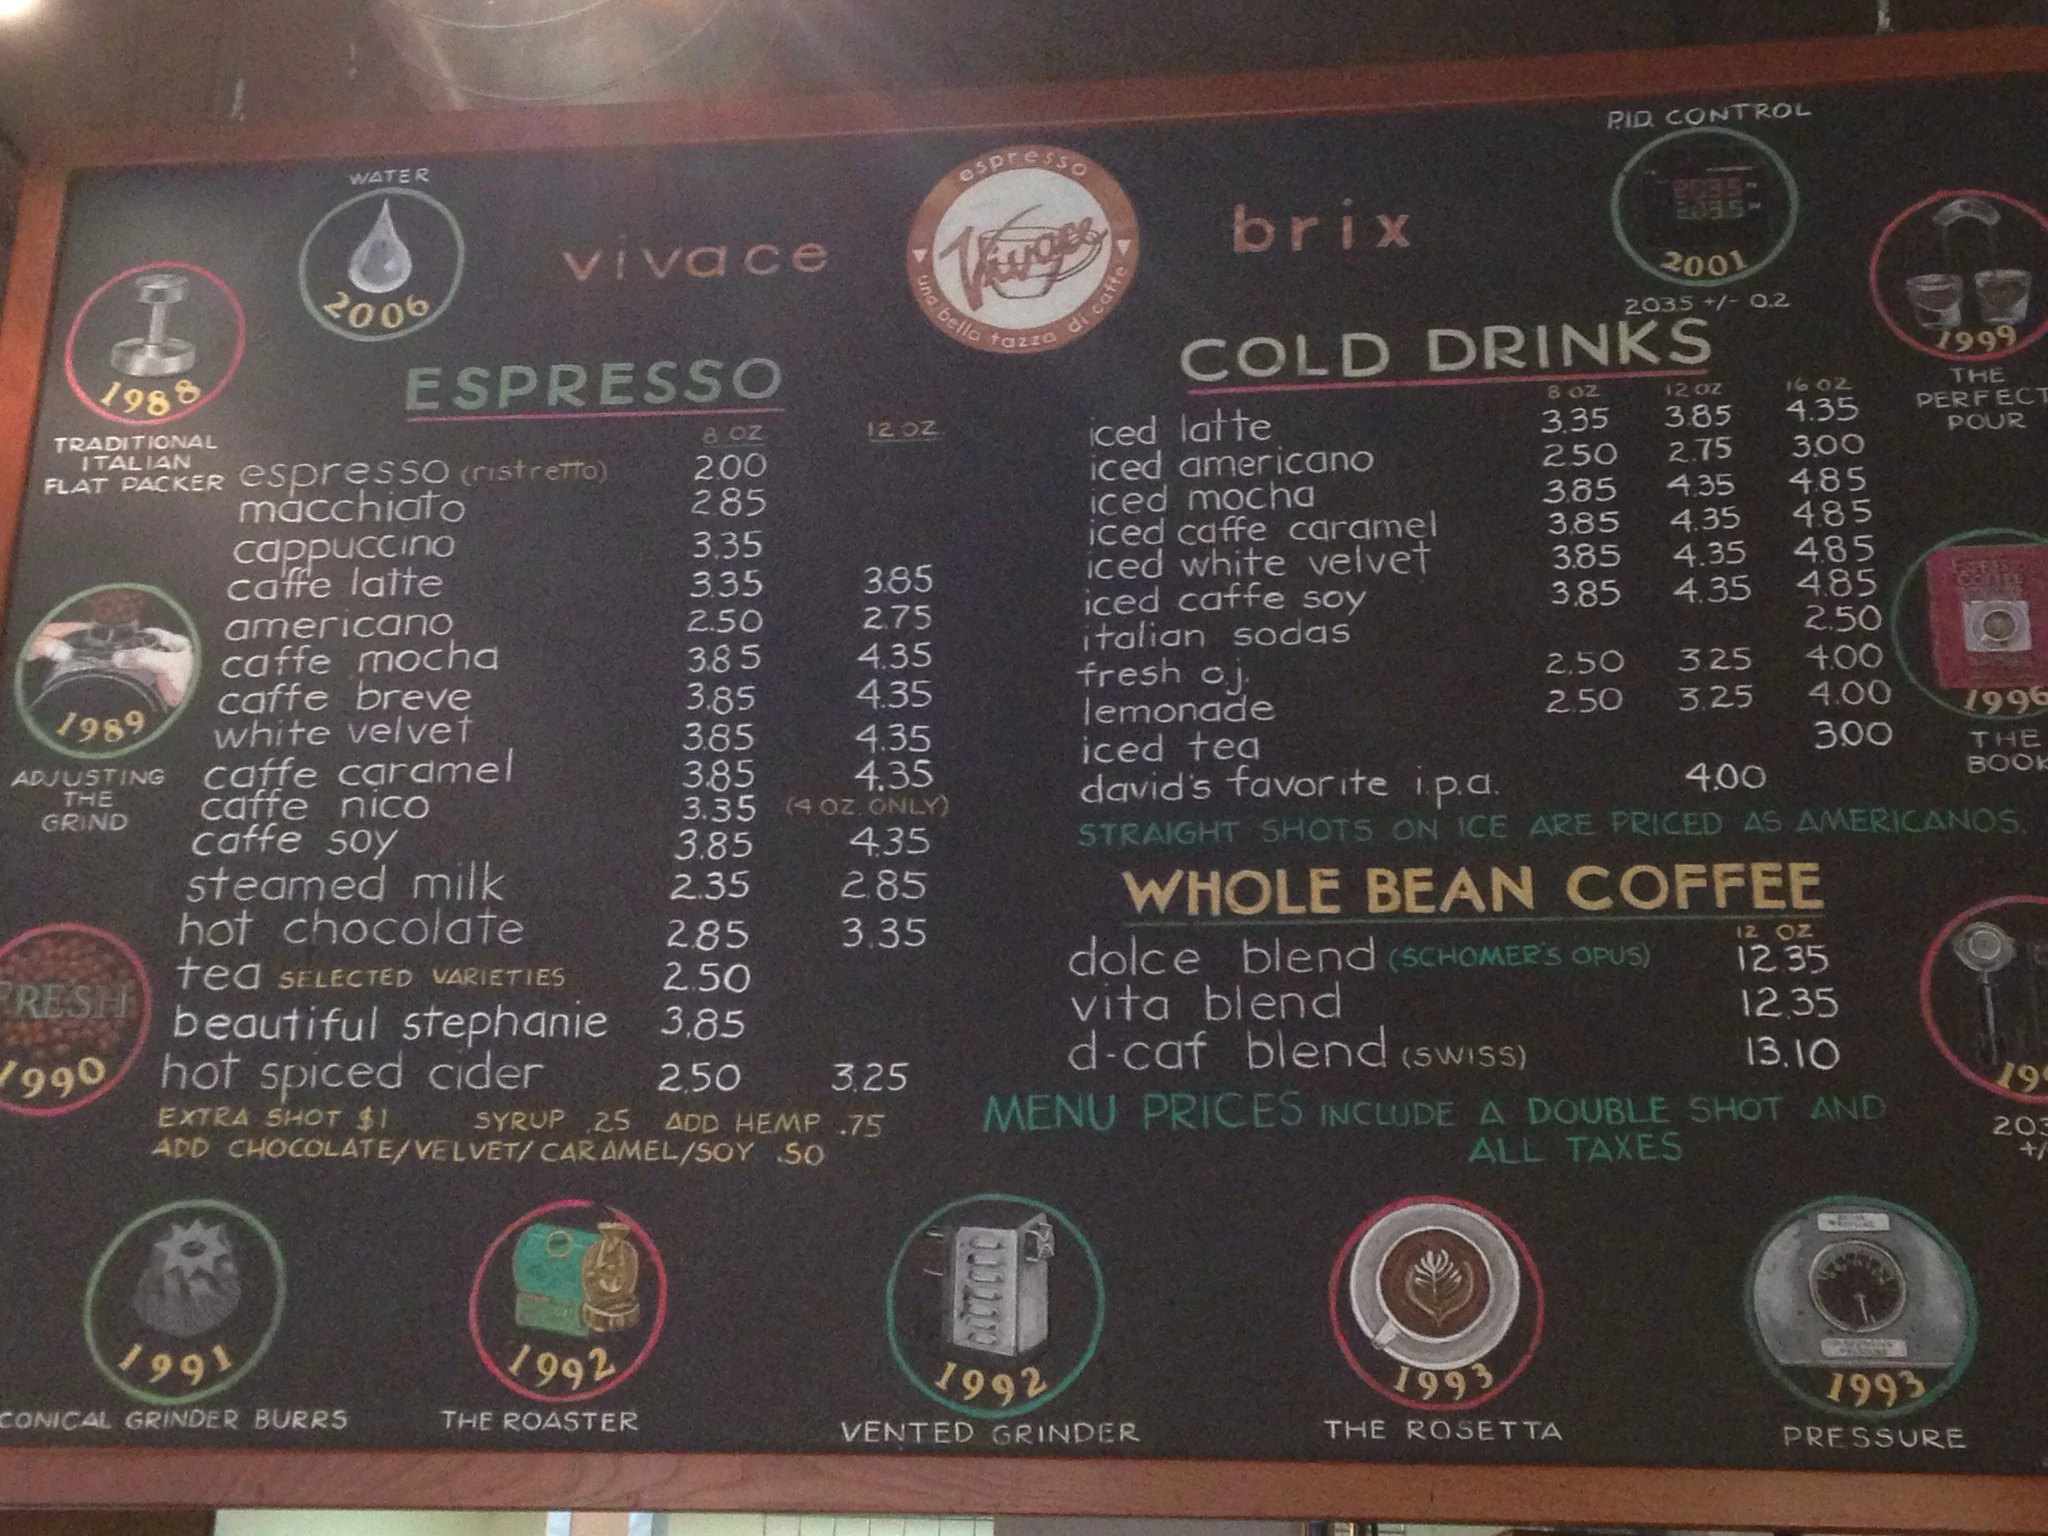 P.I.D. CONTROL
WATER
espresso
Vivace
una bella tazza di caffe
vivace
brix
2006
2001
2035 +/- 0.2
1988
TRADITIONAL
ITALIAN
FLAT PACKER
1999
THE
PERFECT
POUR
ESPRESSO
8 OZ 12 OZ
espresso (ristretto) 2.00
macchiato 2.85
cappuccino 3.35
caffe latte 3.35 3.85
americano 2.50 2.75
caffe mocha 3.85 4.35
caffe breve 3.85 4.35
white velvet 3.85 4.35
caffe caramel 3.85 4.35
caffe nico 3.35 (4 OZ. ONLY)
caffe soy 3.85 4.35
steamed milk 2.35 2.85
hot chocolate 2.85 3.35
tea SELECTED VARIETIES 2.50
beautiful stephanie 3.85
hot spiced cider 2.50 3.25
EXTRA SHOT $1 SYRUP .25 ADD HEMP .75
ADD CHOCOLATE/VELVET/CARAMEL/SOY .50
COLD DRINKS
8 OZ 12 OZ 16 OZ
iced latte 3.35 3.85 4.35
iced americano 2.50 2.75 3.00
iced mocha 3.85 4.35 4.85
iced caffe caramel 3.85 4.35 4.85
iced white velvet 3.85 4.35 4.85
iced caffe soy 3.85 4.35 4.85
italian sodas 2.50
fresh o.j. 2.50 3.25 4.00
lemonade 2.50 3.25 4.00
iced tea 3.00
david's favorite i.p.a. 4.00
STRAIGHT SHOTS ON ICE ARE PRICED AS AMERICANOS.
WHOLE BEAN COFFEE
12 OZ
dolce blend (SCHOMER'S OPUS) 12.35
vita blend 12.35
d-caf blend (SWISS) 13.10
MENU PRICES INCLUDE A DOUBLE SHOT AND
ALL TAXES
1989
ADJUSTING
THE
GRIND
FRESH
1990
1996
THE
BOOK
1991
CONICAL GRINDER BURRS
1992
THE ROASTER
1992
VENTED GRINDER
1993
THE ROSETTA
1993
PRESSURE